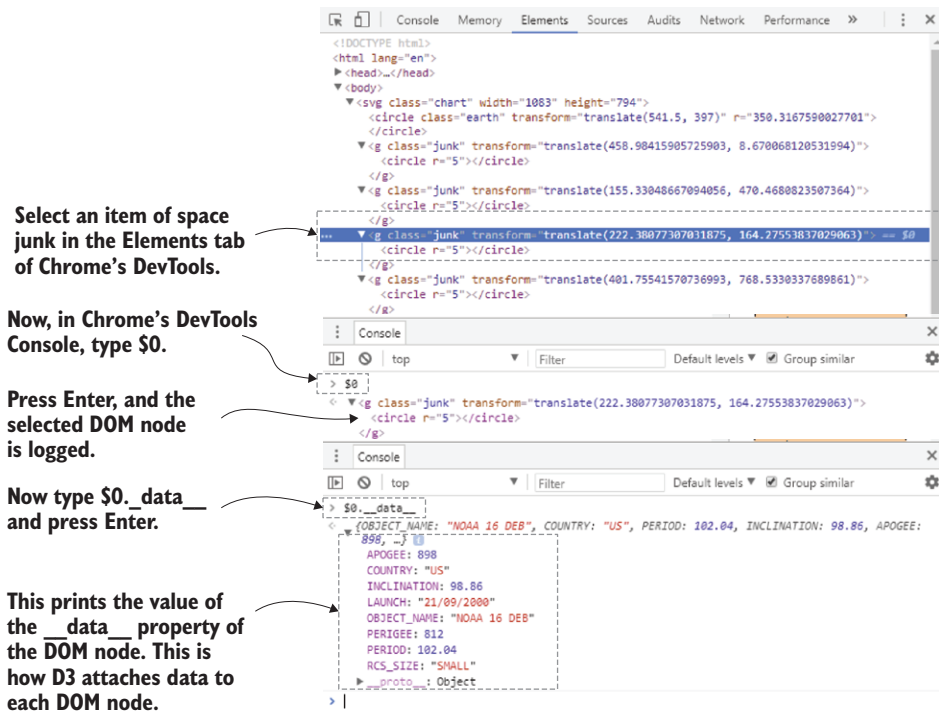 Console Memory Elements Sources Audits Network Performance »
<!DOCTYPE html>
<html lang="en">
▶<head>…</head>
▼<body>
▼<svg class="chart" width="1083" height="794">
<circle class="earth" transform="translate(541.5, 397)" r="350.3167590027701">
</circle>
▼<g class="junk" transform="translate(458.98415905725903, 8.670068120531994)">
<circle r="5"></circle>
</g>
▼<g class="junk" transform="translate(155.33048667094056, 470.4680823507364)">
<circle r="5"></circle>
</g>
Select an item of space
junk in the Elements tab
of Chrome’s DevTools.
… ▼<g class="junk" transform="translate(222.38077307031875, 164.27553837029063)"> == $0
<circle r="5"></circle>
</g>
▼<g class="junk" transform="translate(401.75541570736993, 768.5330337689861)">
<circle r="5"></circle>
</g>
Now, in Chrome’s DevTools
Console, type $0.
Console
top ▼ Filter Default levels ▼ Group similar
> $0
Press Enter, and the
selected DOM node
is logged.
▼<g class="junk" transform="translate(222.38077307031875, 164.27553837029063)">
<circle r="5"></circle>
</g>
Console
top ▼ Filter Default levels ▼ Group similar
Now type $0._data__
and press Enter.
> $0.__data__
▼{OBJECT_NAME: "NOAA 16 DEB", COUNTRY: "US", PERIOD: 102.04, INCLINATION: 98.86, APOGEE:
898, …}
APOGEE: 898
COUNTRY: "US"
INCLINATION: 98.86
LAUNCH: "21/09/2000"
OBJECT_NAME: "NOAA 16 DEB"
PERIGEE: 812
PERIOD: 102.04
RCS_SIZE: "SMALL"
▶__proto__: Object
>
This prints the value of
the __data__ property of
the DOM node. This is
how D3 attaches data to
each DOM node.